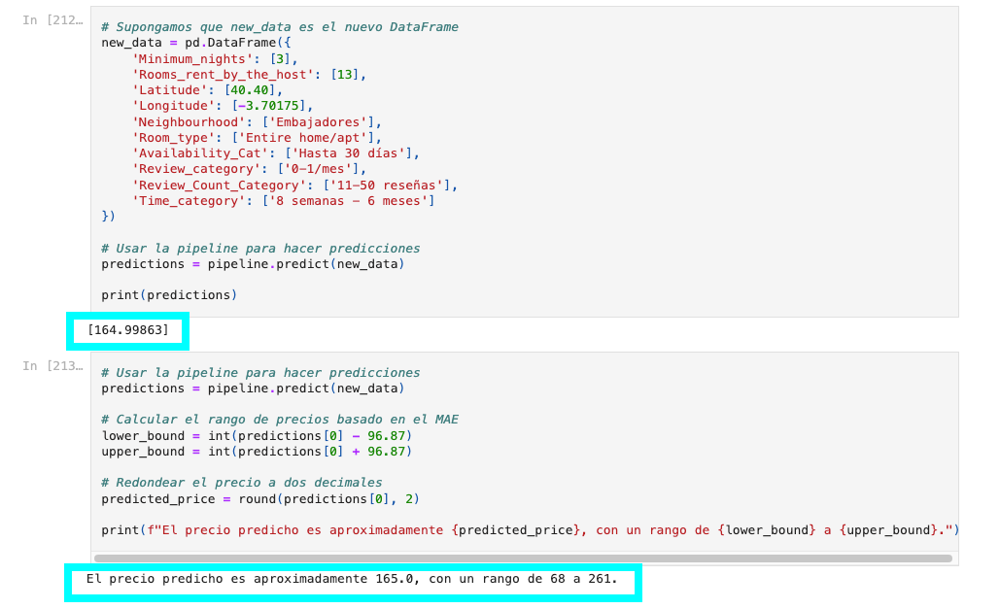 In [212…
# Supongamos que new_data es el nuevo DataFrame
new_data = pd.DataFrame({
    'Minimum_nights': [3],
    'Rooms_rent_by_the_host': [13],
    'Latitude': [40.40],
    'Longitude': [-3.70175],
    'Neighbourhood': ['Embajadores'],
    'Room_type': ['Entire home/apt'],
    'Availability_Cat': ['Hasta 30 días'],
    'Review_category': ['0-1/mes'],
    'Review_Count_Category': ['11-50 reseñas'],
    'Time_category': ['8 semanas - 6 meses']
})
# Usar la pipeline para hacer predicciones
predictions = pipeline.predict(new_data)
print(predictions)
[164.99863]
In [213…
# Usar la pipeline para hacer predicciones
predictions = pipeline.predict(new_data)
# Calcular el rango de precios basado en el MAE
lower_bound = int(predictions[0] - 96.87)
upper_bound = int(predictions[0] + 96.87)
# Redondear el precio a dos decimales
predicted_price = round(predictions[0], 2)
print(f"El precio predicho es aproximadamente {predicted_price}, con un rango de {lower_bound} a {upper_bound}.")
El precio predicho es aproximadamente 165.0, con un rango de 68 a 261.